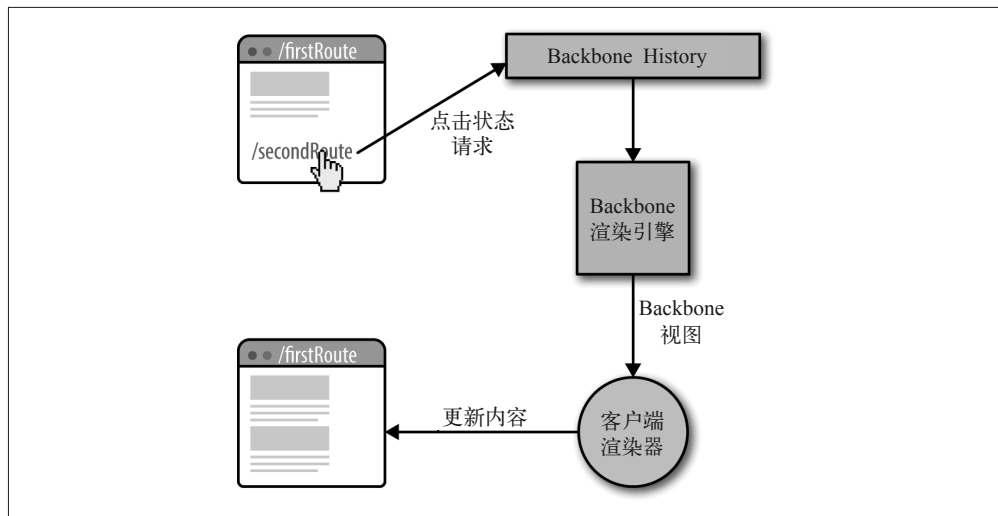 /firstRoute
/secondRoute
点击状态
请求
Backbone History
Backbone
渲染引擎
Backbone
视图
客户端
渲染器
更新内容
/firstRoute